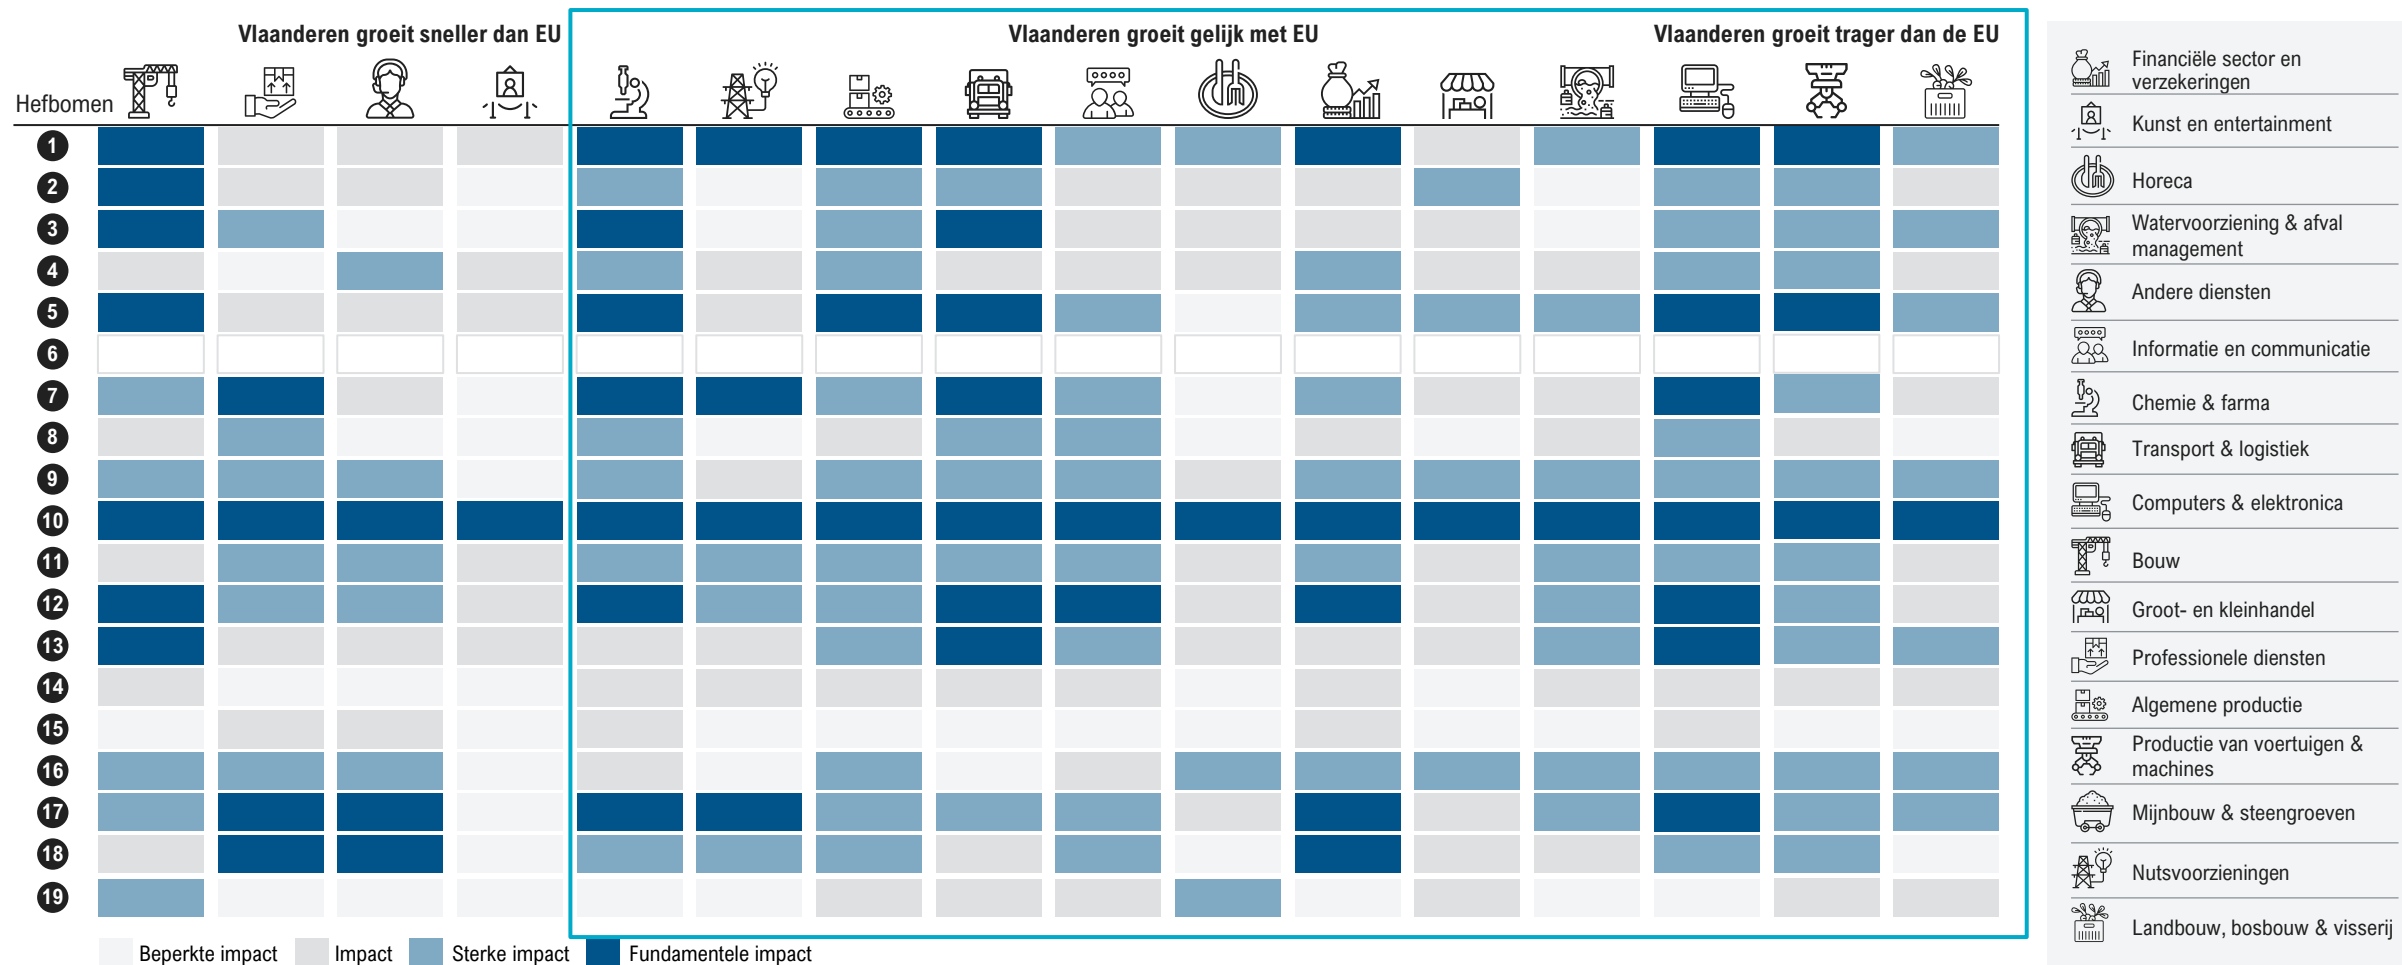 Vlaanderen groeit sneller dan EU
Vlaanderen groeit gelijk met EU
Vlaanderen groeit trager dan de EU
Hefbomen
1
2
3
4
5
6
7
8
9
10
11
12
13
14
15
16
17
18
19
Beperkte impact
Impact
Sterke impact
Fundamentele impact
Financiële sector en
verzekeringen
Kunst en entertainment
Horeca
Watervoorziening & afval
management
Andere diensten
Informatie en communicatie
Chemie & farma
Transport & logistiek
Computers & elektronica
Bouw
Groot- en kleinhandel
Professionele diensten
Algemene productie
Productie van voertuigen &
machines
Mijnbouw & steengroeven
Nutsvoorzieningen
Landbouw, bosbouw & visserij